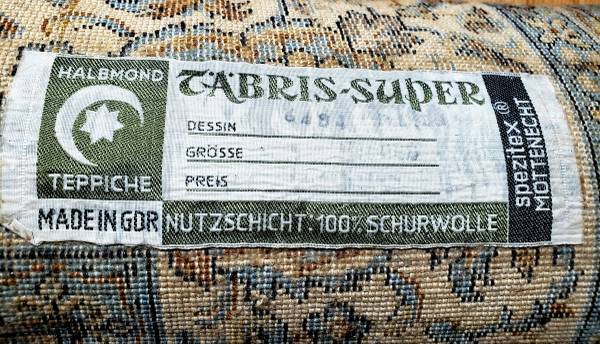 HALBMOND
TEPPICHE
TÄBRIS-SUPER
DESSIN
GRÖSSE
PREIS
spezitex ®
MOTTENECHT
MADE IN GDR
NUTZSCHICHT: 100% SCHURWOLLE